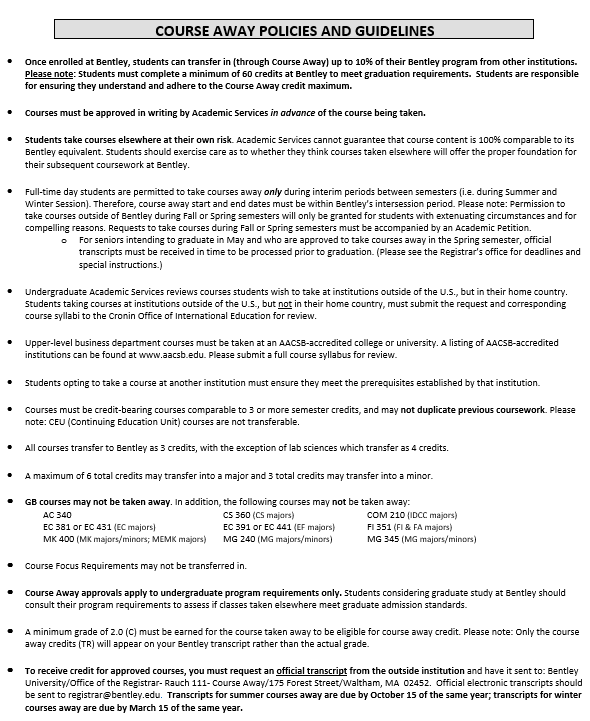 COURSE AWAY POLICIES AND GUIDELINES
• Once enrolled at Bentley, students can transfer in (through Course Away) up to 10% of their Bentley program from other institutions.
Please note: Students must complete a minimum of 60 credits at Bentley to meet graduation requirements. Students are responsible
for ensuring they understand and adhere to the Course Away credit maximum.
• Courses must be approved in writing by Academic Services in advance of the course being taken.
• Students take courses elsewhere at their own risk. Academic Services cannot guarantee that course content is 100% comparable to its
Bentley equivalent. Students should exercise care as to whether they think courses taken elsewhere will offer the proper foundation for
their subsequent coursework at Bentley.
• Full-time day students are permitted to take courses away only during interim periods between semesters (i.e. during Summer and
Winter Session). Therefore, course away start and end dates must be within Bentley's intersession period. Please note: Permission to
take courses outside of Bentley during Fall or Spring semesters will only be granted for students with extenuating circumstances and for
compelling reasons. Requests to take courses during Fall or Spring semesters must be accompanied by an Academic Petition.
o For seniors intending to graduate in May and who are approved to take courses away in the Spring semester, official
transcripts must be received in time to be processed prior to graduation. (Please see the Registrar's office for deadlines and
special instructions.)
• Undergraduate Academic Services reviews courses students wish to take at institutions outside of the U.S., but in their home country.
Students taking courses at institutions outside of the U.S., but not in their home country, must submit the request and corresponding
course syllabi to the Cronin Office of International Education for review.
• Upper-level business department courses must be taken at an AACSB-accredited college or university. A listing of AACSB-accredited
institutions can be found at www.aacsb.edu. Please submit a full course syllabus for review.
• Students opting to take a course at another institution must ensure they meet the prerequisites established by that institution.
• Courses must be credit-bearing courses comparable to 3 or more semester credits, and may not duplicate previous coursework. Please
note: CEU (Continuing Education Unit) courses are not transferable.
• All courses transfer to Bentley as 3 credits, with the exception of lab sciences which transfer as 4 credits.
• A maximum of 6 total credits may transfer into a major and 3 total credits may transfer into a minor.
• GB courses may not be taken away. In addition, the following courses may not be taken away:
AC 340 CS 360 (CS majors) COM 210 (IDCC majors)
EC 381 or EC 431 (EC majors) EC 391 or EC 441 (EF majors) FI 351 (FI & FA majors)
MK 400 (MK majors/minors; MEMK majors) MG 240 (MG majors/minors) MG 345 (MG majors/minors)
• Course Focus Requirements may not be transferred in.
• Course Away approvals apply to undergraduate program requirements only. Students considering graduate study at Bentley should
consult their program requirements to assess if classes taken elsewhere meet graduate admission standards.
• A minimum grade of 2.0 (C) must be earned for the course taken away to be eligible for course away credit. Please note: Only the course
away credits (TR) will appear on your Bentley transcript rather than the actual grade.
• To receive credit for approved courses, you must request an official transcript from the outside institution and have it sent to: Bentley
University/Office of the Registrar- Rauch 111- Course Away/175 Forest Street/Waltham, MA 02452. Official electronic transcripts should
be sent to registrar@bentley.edu. Transcripts for summer courses away are due by October 15 of the same year; transcripts for winter
courses away are due by March 15 of the same year.